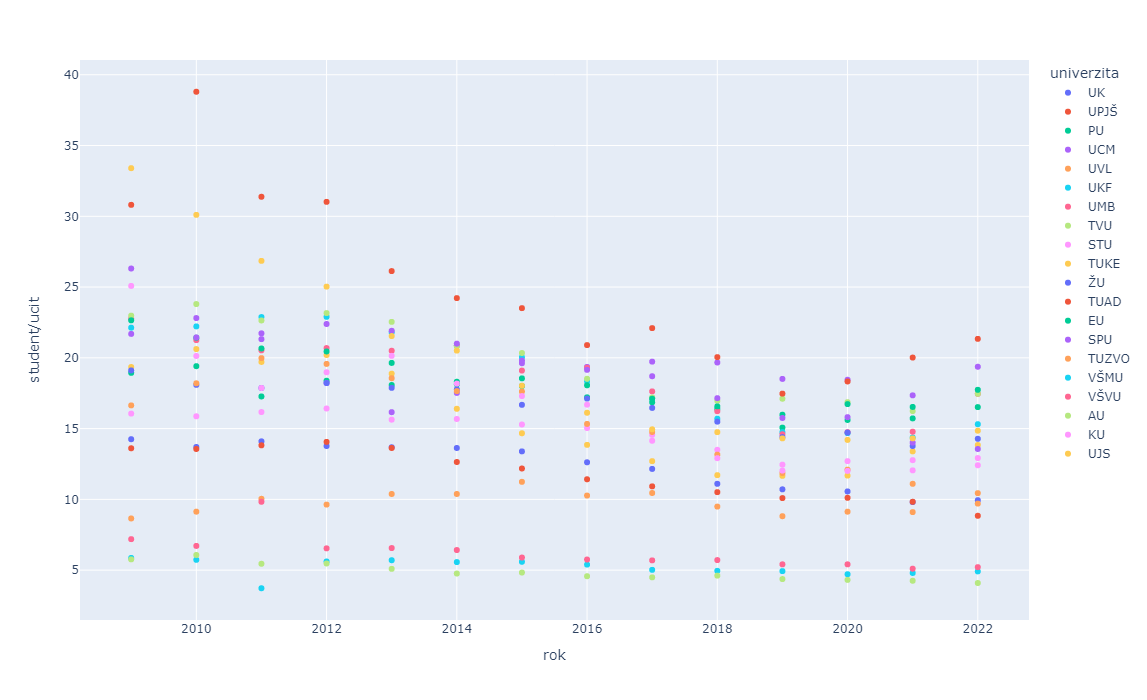 student/ucit
40
35
30
25
20
15
10
5
2010
2012
2014
2016
2018
2020
2022
rok
univerzita
UK
UPJŠ
PU
UCM
UVL
UKF
UMB
TVU
STU
TUKE
ŽU
TUAD
EU
SPU
TUZVO
VŠMU
VŠVU
AU
KU
UJS